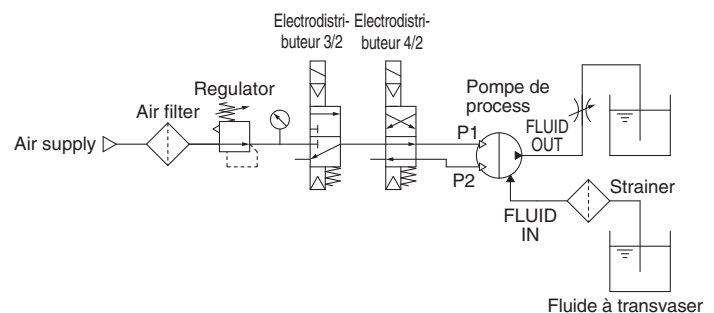 Electrodistri-
buteur 3/2
Electrodistri-
buteur 4/2
Regulator
Air filter
Air supply
Pompe de
process
P1
P2
FLUID
OUT
FLUID
IN
Strainer
Fluide à transvaser